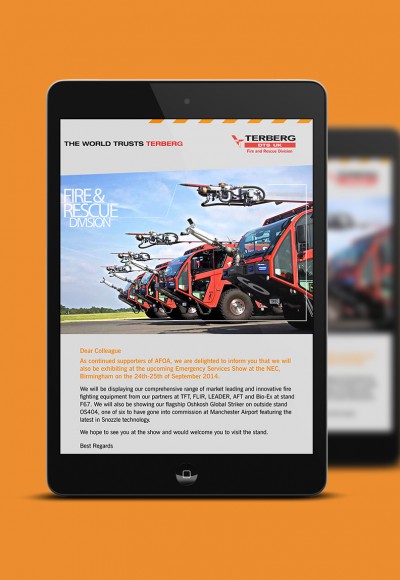 THE WORLD TRUSTS TERBERG
TERBERG
DTS UK
Fire and Rescue Division
FIRE &
RESCUE
DIVISION
Dear Colleague
As continued supporters of AFOA, we are delighted to inform you that we will
also be exhibiting at the upcoming Emergency Services Show at the NEC,
Birmingham on the 24th-25th of September 2014.
We will be displaying our comprehensive range of market leading and innovative fire
fighting equipment from our partners at TFT, FLIR, LEADER, AFT and Bio-Ex at stand
F67. We will also be showing our flagship Oshkosh Global Striker on outside stand
OS404, one of six to have gone into commission at Manchester Airport featuring the
latest in Snozzle technology.
We hope to see you at the show and would welcome you to visit the stand.
Best Regards